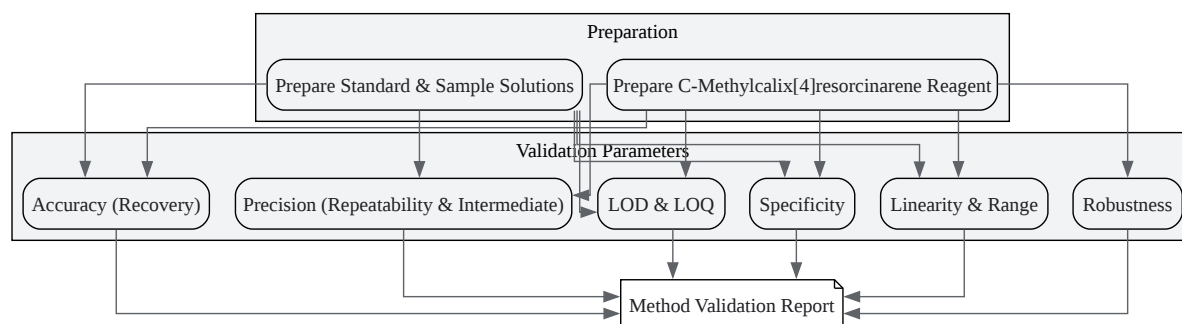 Preparation
Prepare Standard & Sample Solutions
Prepare C-Methylcalix[4]resorcinarene Reagent
Validation Parameters
Accuracy (Recovery)
Precision (Repeatability & Intermediate)
LOD & LOQ
Specificity
Linearity & Range
Robustness
Method Validation Report